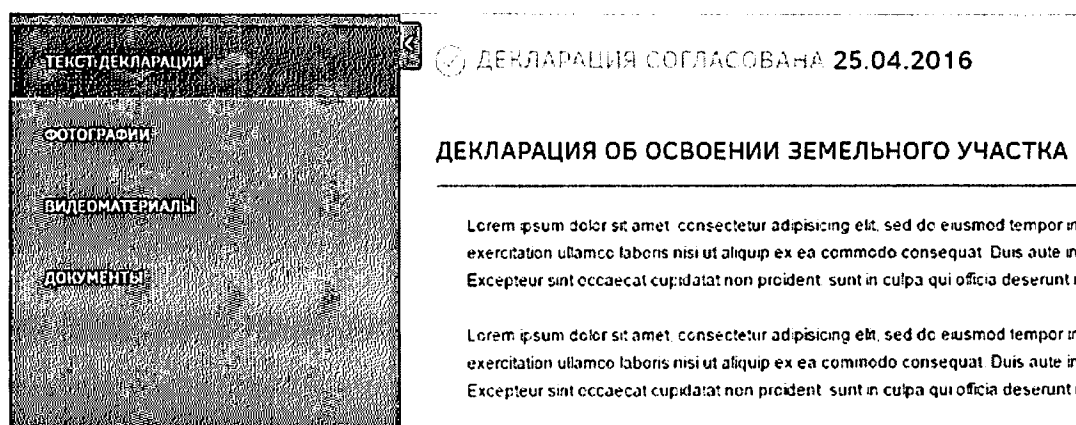 ТЕКСТ ДЕКЛАРАЦИИ
ФОТОГРАФИИ
ВИДЕОМАТЕРИАЛЫ
ДОКУМЕНТЫ
ДЕКЛАРАЦИЯ СОГЛАСОВАНА 25.04.2016
ДЕКЛАРАЦИЯ ОБ ОСВОЕНИИ ЗЕМЕЛЬНОГО УЧАСТКА
Lorem ipsum dolor sit amet, consectetur adipisicing elit, sed do eiusmod tempor in
exercitation ullamco laboris nisi ut aliquip ex ea commodo consequat. Duis aute in
Excepteur sint occaecat cupidatat non proident, sunt in culpa qui officia deserunt
Lorem ipsum dolor sit amet, consectetur adipisicing elit, sed do eiusmod tempor in
exercitation ullamco laboris nisi ut aliquip ex ea commodo consequat. Duis aute in
Excepteur sint occaecat cupidatat non proident, sunt in culpa qui officia deserunt